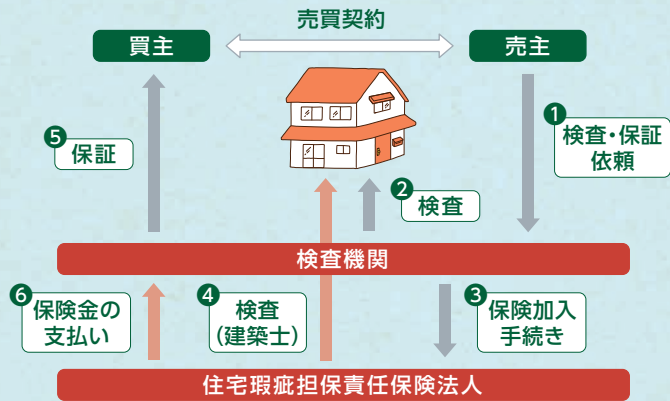 売買契約
買主
売主
❶
検査・保証
依頼
❺
保証
❷
検査
検査機関
❻
保険金の
支払い
❹
検査
(建築士)
❸
保険加入
手続き
住宅瑕疵担保責任保険法人